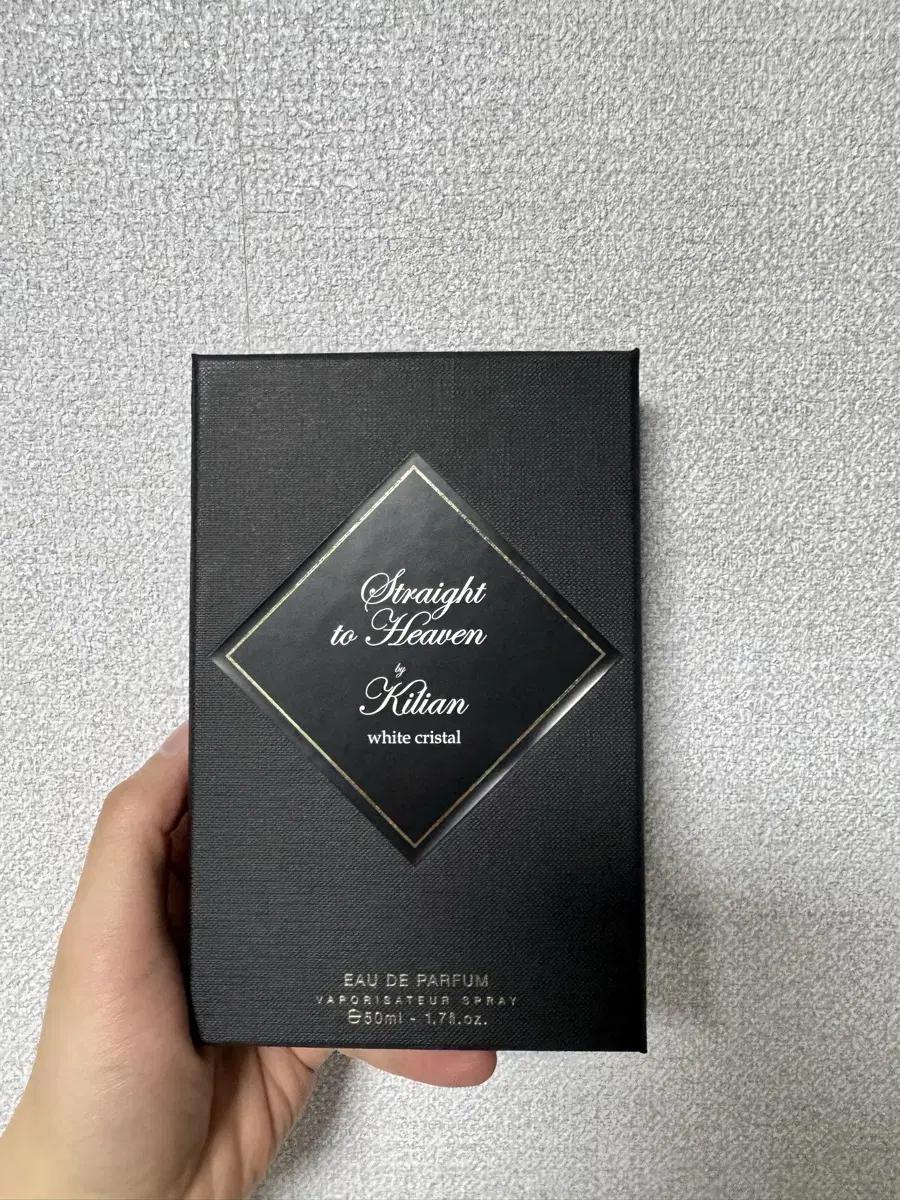 Straight
to Heaven
by
Kilian
white cristal
EAU DE PARFUM
VAPORISATEUR SPRAY
℮50ml - 1.7fl.oz.